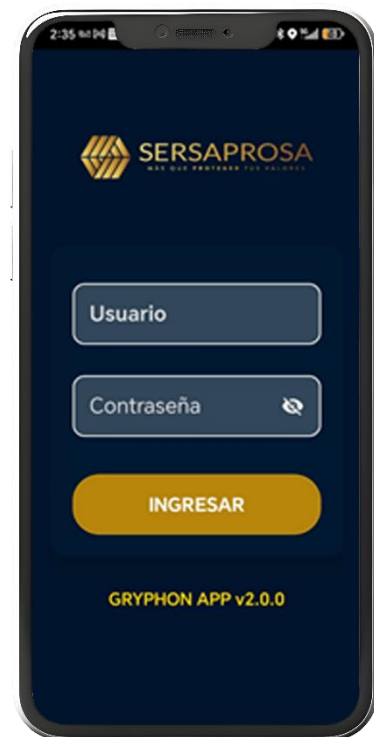 2:35
SERSAPROSA
MÁS QUE PROTEGER TUS VALORES
Usuario
Contraseña
INGRESAR
GRYPHON APP v2.0.0